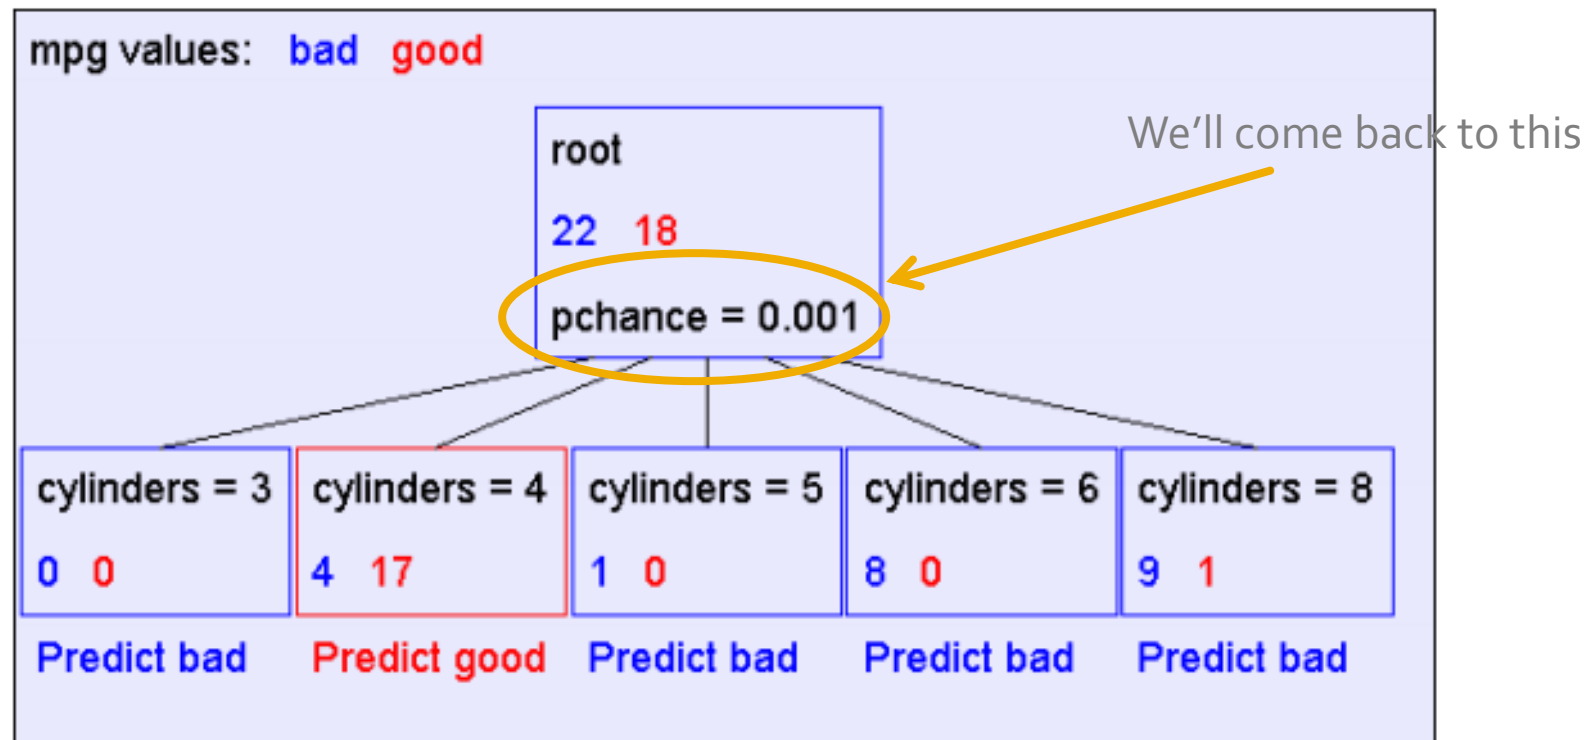 mpg values: bad good
We’ll come back to this
root
22 18
pchance = 0.001
cylinders = 3
0 0
Predict bad
cylinders = 4
4 17
Predict good
cylinders = 5
1 0
Predict bad
cylinders = 6
8 0
Predict bad
cylinders = 8
9 1
Predict bad